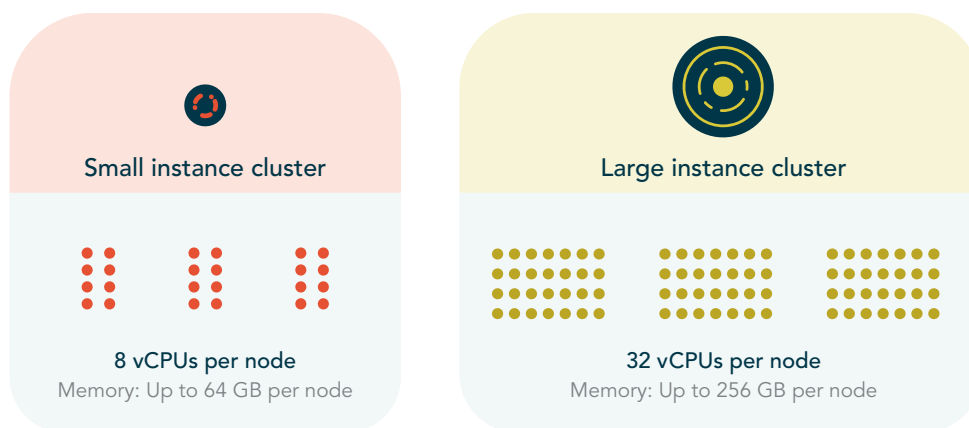 Small instance cluster
8 vCPUs per node
Memory: Up to 64 GB per node
Large instance cluster
32 vCPUs per node
Memory: Up to 256 GB per node